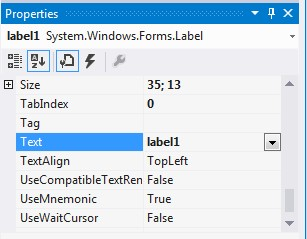 Properties
label1 System.Windows.Forms.Label
Size 35; 13
TabIndex 0
Tag
Text label1
TextAlign TopLeft
UseCompatibleTextRen False
UseMnemonic True
UseWaitCursor False